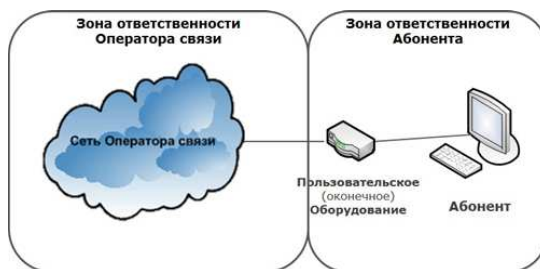 Зона ответственности
Оператора связи
Зона ответственности
Абонента
Сеть Оператора связи
Пользовательское
(оконечное)
Оборудование
Абонент